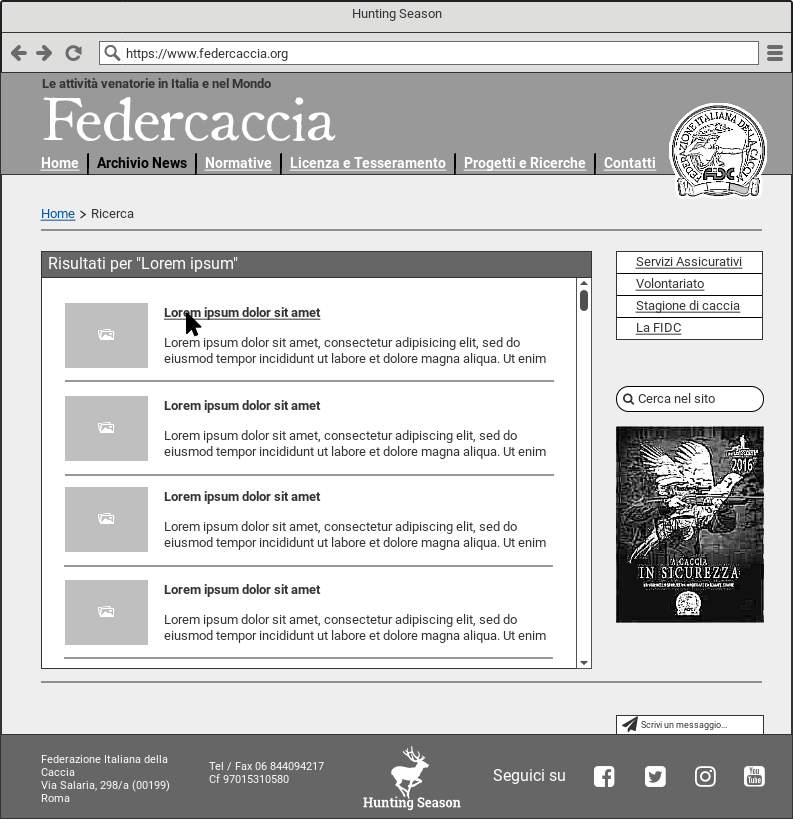 Hunting Season
https://www.federcaccia.org
Le attività venatorie in Italia e nel Mondo
Federcaccia
Home
Archivio News
Normative
Licenza e Tesseramento
Progetti e Ricerche
Contatti
FEDERAZIONE ITALIANA DELLA CACCIA
FIDC
Home > Ricerca
Risultati per "Lorem ipsum"
Lorem ipsum dolor sit amet
Lorem ipsum dolor sit amet, consectetur adipisicing elit, sed do
eiusmod tempor incididunt ut labore et dolore magna aliqua. Ut enim
Lorem ipsum dolor sit amet
Lorem ipsum dolor sit amet, consectetur adipiscing elit, sed do
eiusmod tempor incididunt ut labore et dolore magna aliqua. Ut enim
Lorem ipsum dolor sit amet
Lorem ipsum dolor sit amet, consectetur adipiscing elit, sed do
eiusmod tempor incididunt ut labore et dolore magna aliqua. Ut enim
Lorem ipsum dolor sit amet
Lorem ipsum dolor sit amet, consectetur adipiscing elit, sed do
eiusmod tempor incididunt ut labore et dolore magna aliqua. Ut enim
Servizi Assicurativi
Volontariato
Stagione di caccia
La FIDC
Cerca nel sito
2016
A CACCIA
IN SICUREZZA
Scrivi un messaggio...
Federazione Italiana della
Caccia
Via Salaria, 298/a (00199)
Roma
Tel / Fax 06 844094217
Cf 97015310580
Hunting Season
Seguici su
You
Tube